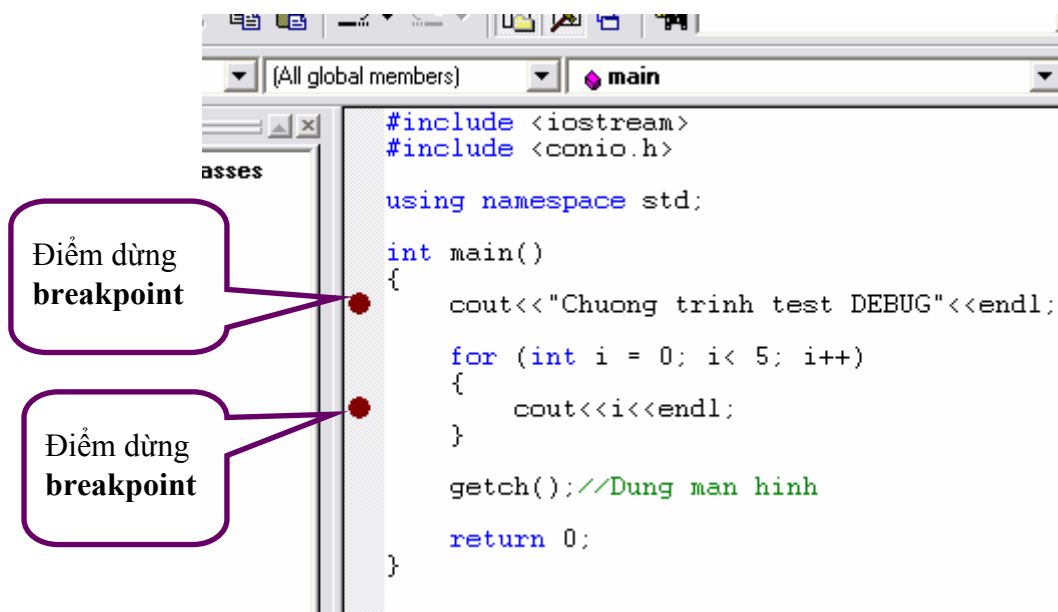 (All global members)
main
asses
#include <iostream>
#include <conio.h>
using namespace std;
int main()
{
cout<<"Chuong trinh test DEBUG"<<endl;
for (int i = 0; i< 5; i++)
{
cout<<i<<endl;
}
getch();//Dung man hinh
return 0;
}
Điểm dừng
breakpoint
Điểm dừng
breakpoint